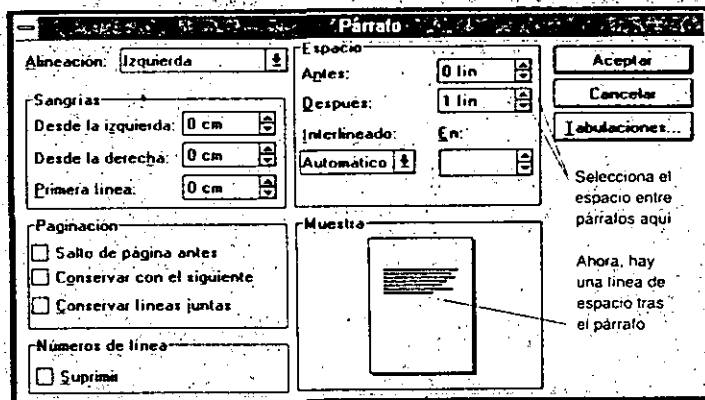 Párrafo
Alineación: Izquierda
Sangrías
Desde la izquierda: 0 cm
Desde la derecha: 0 cm
Primera línea: 0 cm
Paginación
Salto de página antes
Conservar con el siguiente
Conservar líneas juntas
Números de línea
Suprimir
Espacio
Antes: 0 lin
Después: 1 lin
Interlineado: En:
Automático
Muestra
Aceptar
Cancelar
Tabulaciones...
Selecciona el
espacio entre
párrafos aquí
Ahora, hay
una línea de
espacio tras
el párrafo